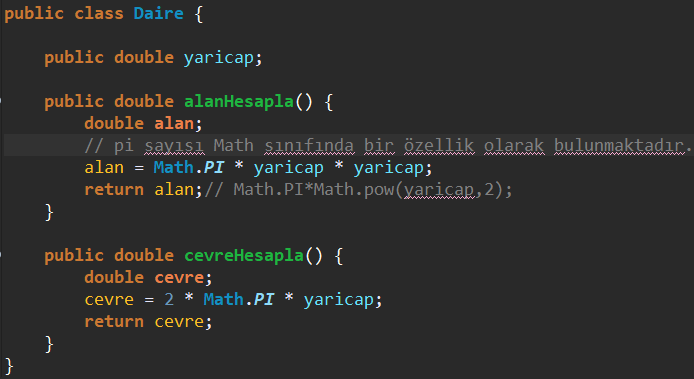 public class Daire {
public double yaricap;
public double alanHesapla() {
double alan;
// pi sayısı Math sınıfında bir özellik olarak bulunmaktadır.
alan = Math.PI * yaricap * yaricap;
return alan;// Math.PI*Math.pow(yaricap,2);
}
public double cevreHesapla() {
double cevre;
cevre = 2 * Math.PI * yaricap;
return cevre;
}
}